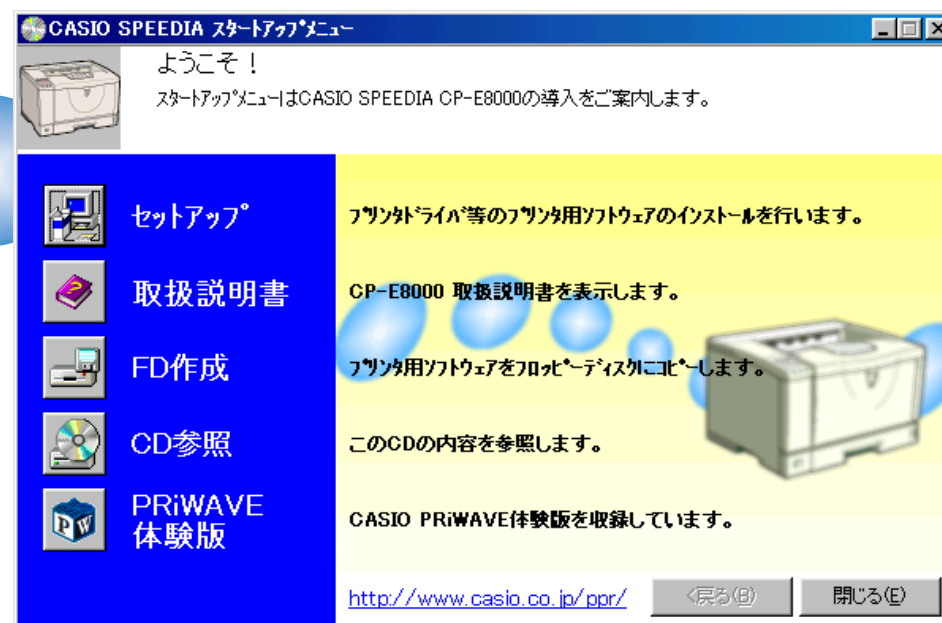 CASIO SPEEDIA ｽﾀｰﾄｱｯﾌﾟﾒﾆｭｰ
ようこそ！
ｽﾀｰﾄｱｯﾌﾟﾒﾆｭｰはCASIO SPEEDIA CP-E8000の導入をご案内します。
ｾｯﾄｱｯﾌﾟ
ﾌﾟﾘﾝﾀﾄﾞﾗｲﾊﾞ等のﾌﾟﾘﾝﾀ用ｿﾌﾄｳｪｱのｲﾝｽﾄｰﾙを行います。
取扱説明書
CP-E8000 取扱説明書を表示します。
FD作成
ﾌﾟﾘﾝﾀ用ｿﾌﾄｳｪｱをﾌﾛｯﾋﾟｰﾃﾞｨｽｸにｺﾋﾟｰします。
CD参照
このCDの内容を参照します。
PW
PRiWAVE
体験版
CASIO PRiWAVE体験版を収録しています。
http://www.casio.co.jp/ppr/
<戻る(B)
閉じる(E)